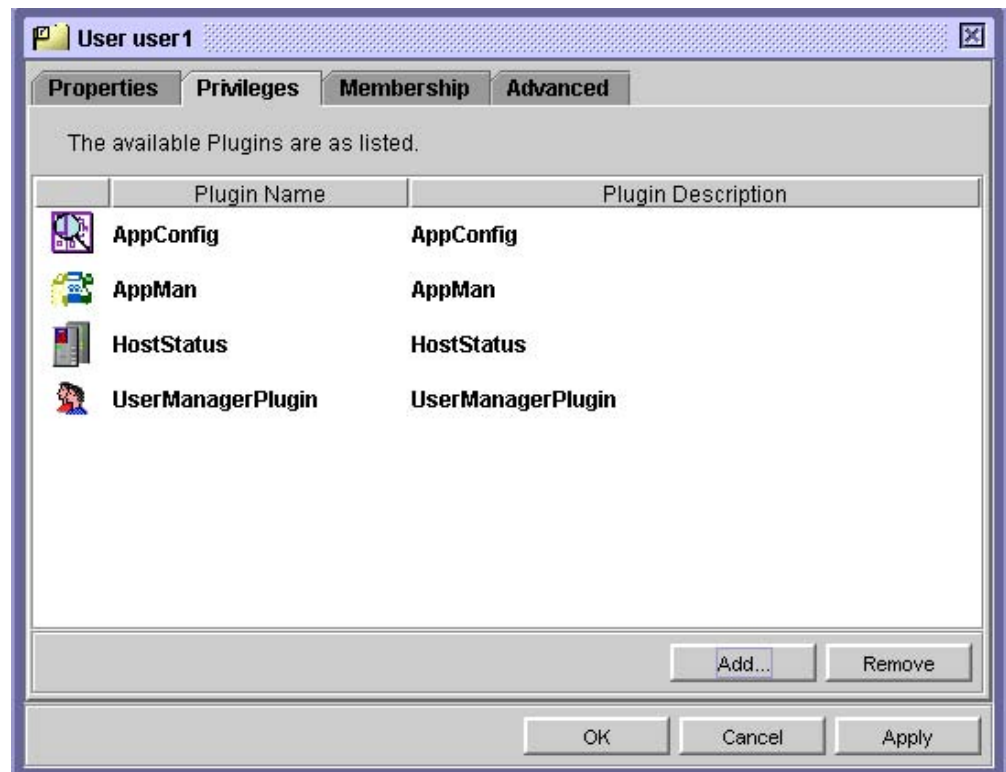 User user1
Properties Privileges Membership Advanced
The available Plugins are as listed.
Plugin Name Plugin Description
AppConfig AppConfig
AppMan AppMan
HostStatus HostStatus
UserManagerPlugin UserManagerPlugin
Add... Remove
OK Cancel Apply